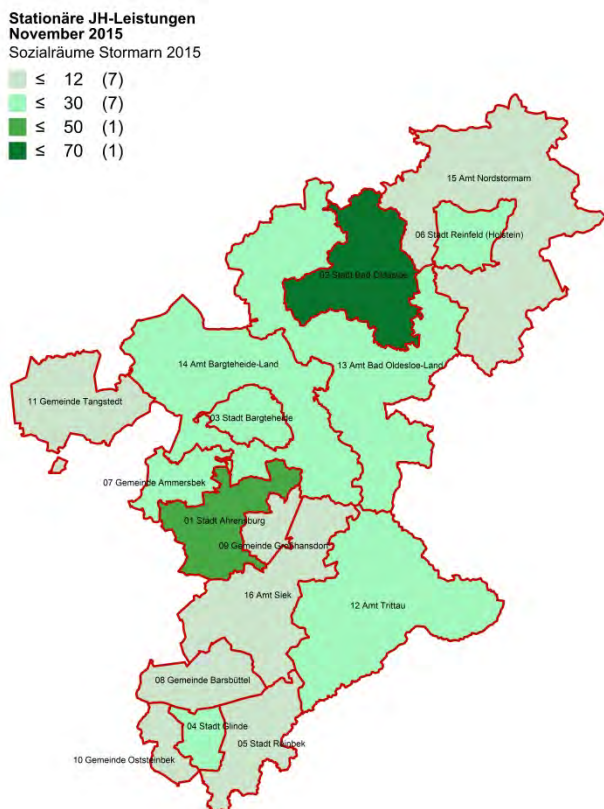 Stationäre JH-Leistungen
November 2015
Sozialräume Stormarn 2015
≤ 12 (7)
≤ 30 (7)
≤ 50 (1)
≤ 70 (1)
15 Amt Nordstormarn
06 Stadt Reinfeld (Holstein)
02 Stadt Bad Oldesloe
14 Amt Bargteheide-Land
13 Amt Bad Oldesloe-Land
11 Gemeinde Tangstedt
03 Stadt Bargteheide
07 Gemeinde Ammersbek
01 Stadt Ahrensburg
09 Gemeinde Großhansdorf
16 Amt Siek
12 Amt Trittau
08 Gemeinde Barsbüttel
04 Stadt Glinde
05 Stadt Reinbek
10 Gemeinde Oststeinbek